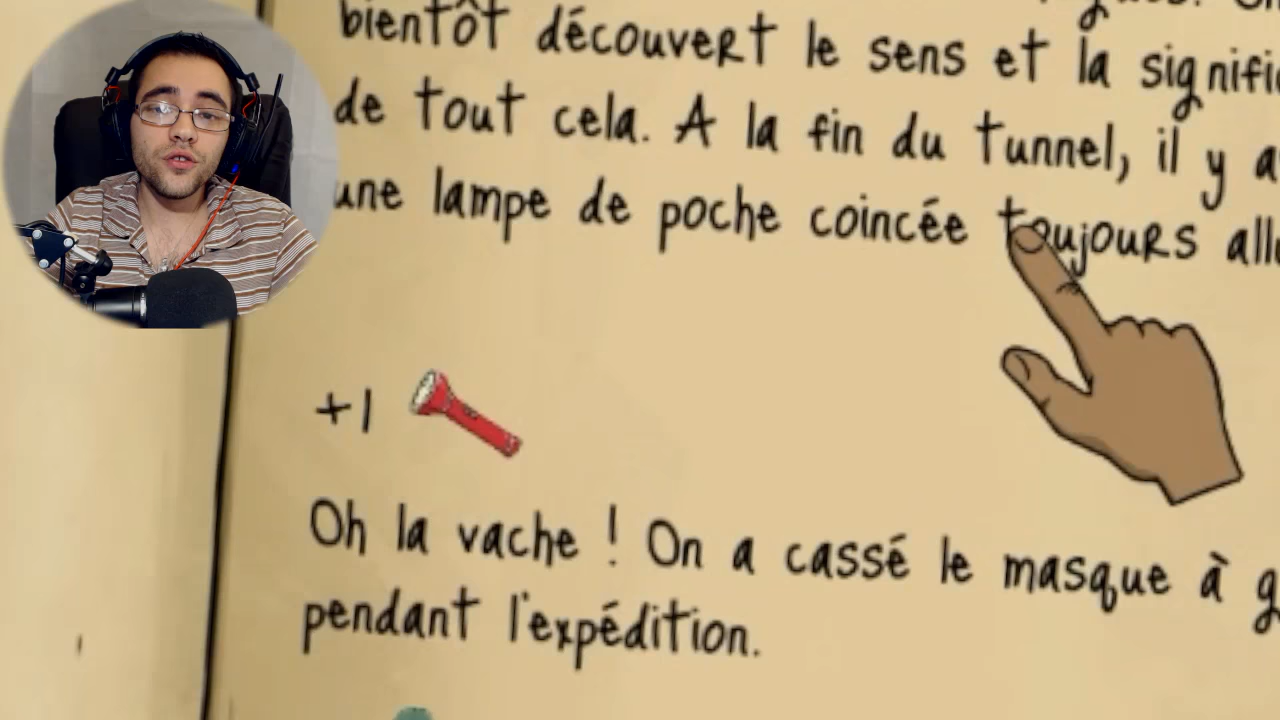 bientôt découvert le sens et la signifi
de tout cela. A la fin du tunnel, il y a
une lampe de poche coincée toujours all
+1
Oh la vache ! On a cassé le masque à g
pendant l'expédition.